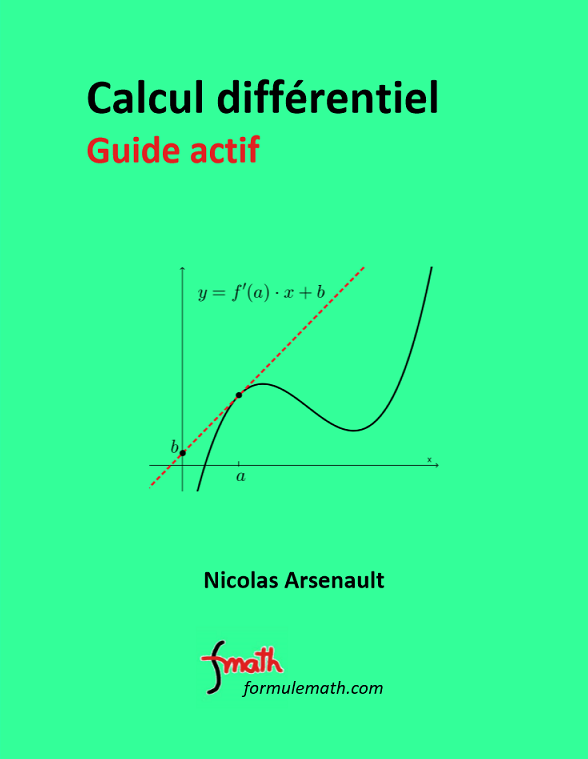 Calcul différentiel
Guide actif
y = f′(a) · x + b
b
x
a
Nicolas Arsenault
fmath
formulemath.com